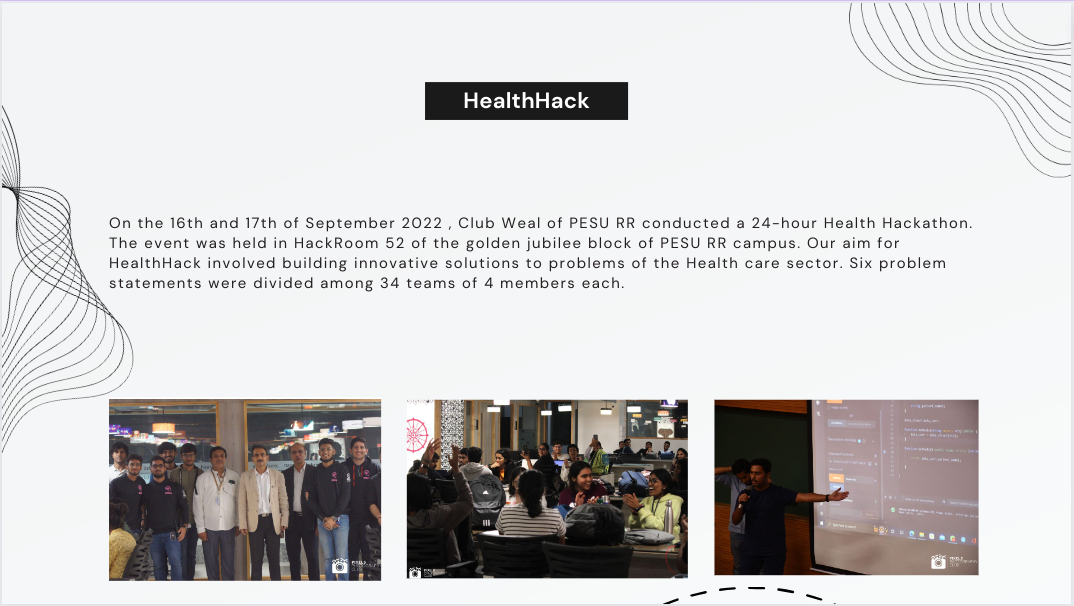 HealthHack
On the 16th and 17th of September 2022 , Club Weal of PESU RR conducted a 24-hour Health Hackathon.
The event was held in HackRoom 52 of the golden jubilee block of PESU RR campus. Our aim for
HealthHack involved building innovative solutions to problems of the Health care sector. Six problem
statements were divided among 34 teams of 4 members each.